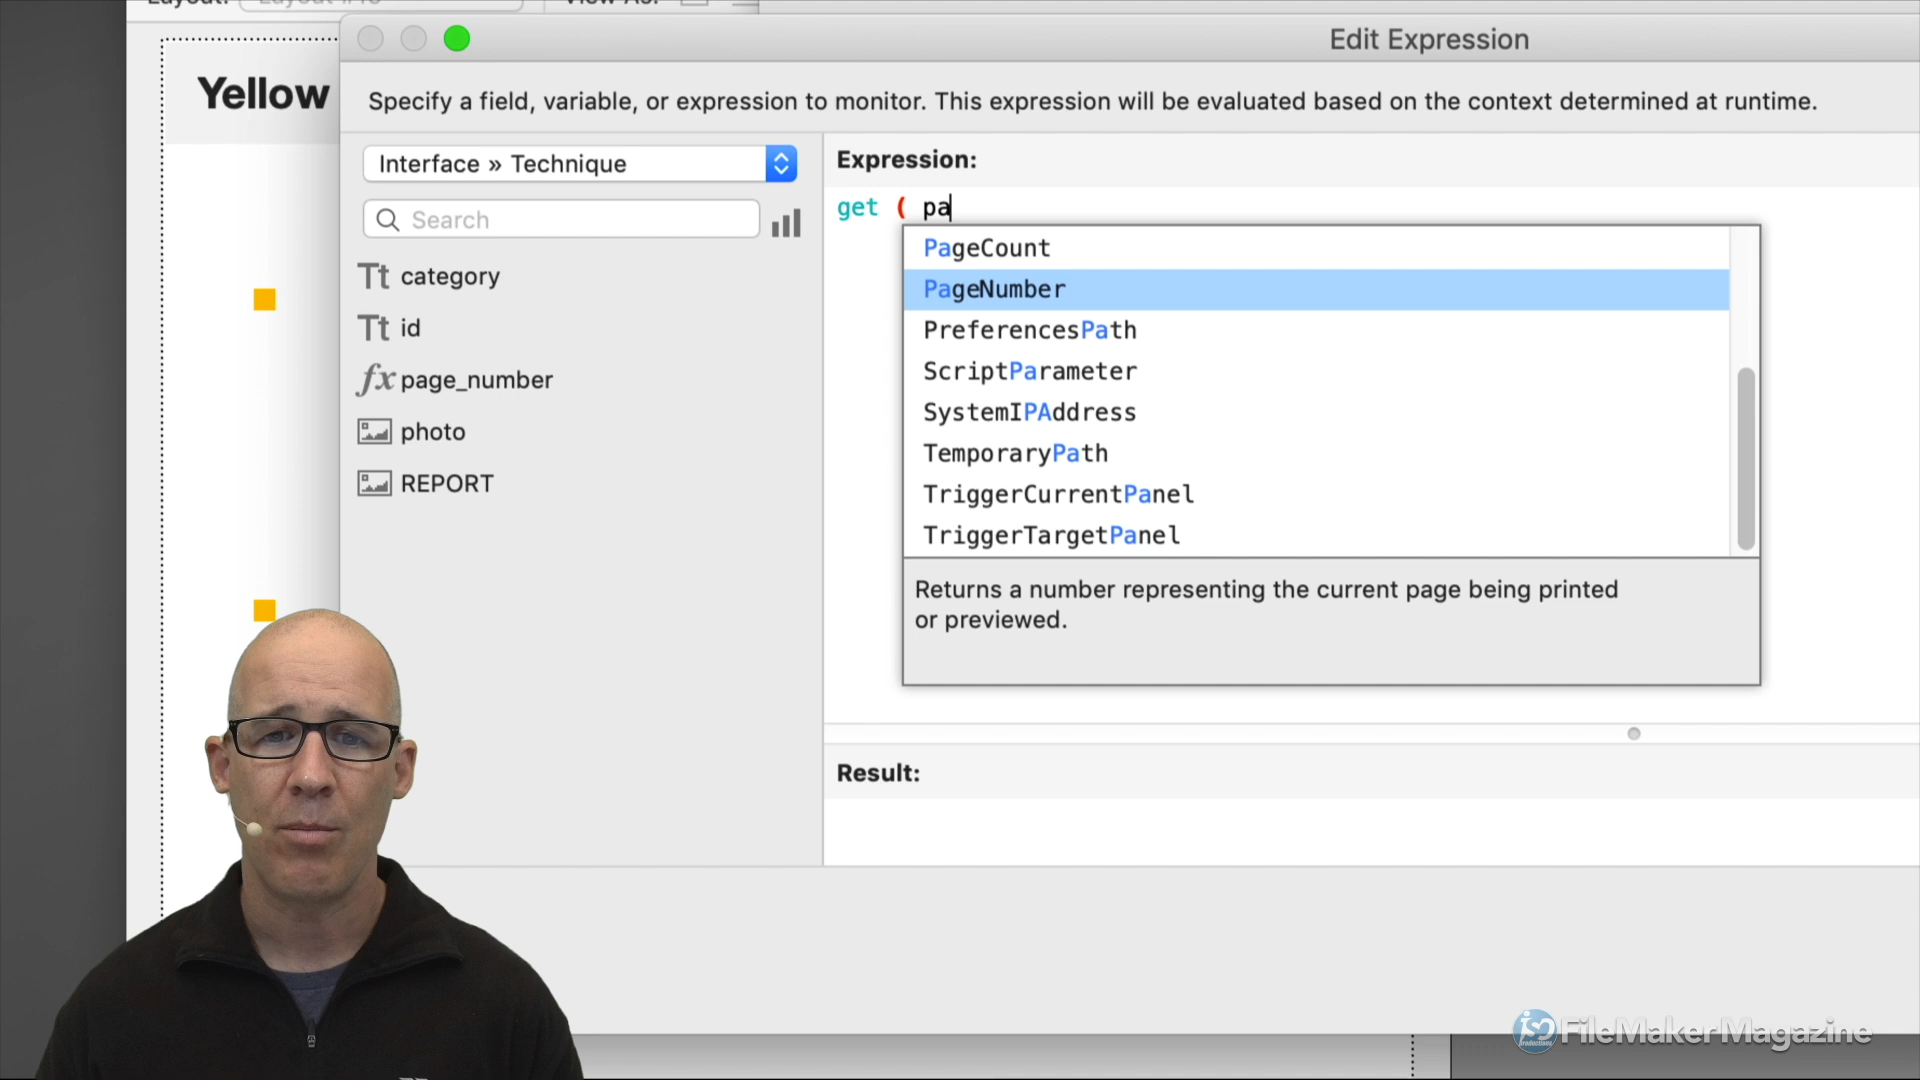 Edit Expression
Yellow
Specify a field, variable, or expression to monitor. This expression will be evaluated based on the context determined at runtime.
Interface » Technique
Search
category
id
page_number
photo
REPORT
Expression:
get ( pa
PageCount
PageNumber
PreferencesPath
ScriptParameter
SystemIPAddress
TemporaryPath
TriggerCurrentPanel
TriggerTargetPanel
Returns a number representing the current page being printed
or previewed.
Result:
FileMakerMagazine